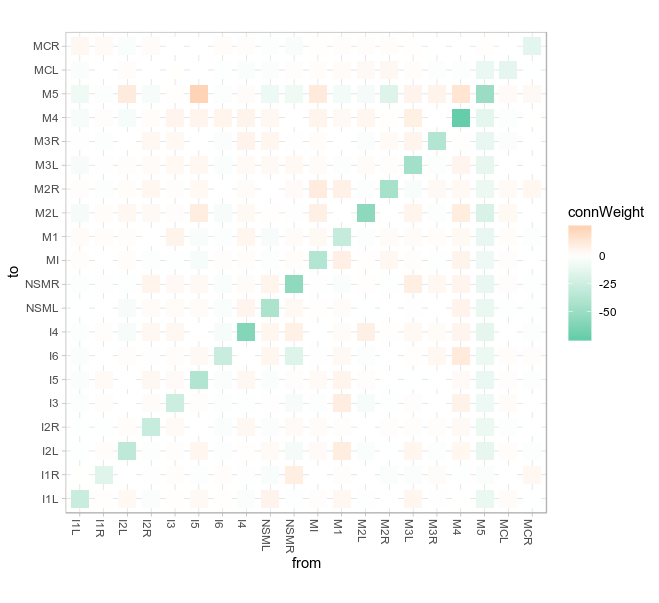 MCR
MCL
M5
M4
M3R
M3L
M2R
M2L
M1
MI
NSMR
NSML
I4
I6
I5
I3
I2R
I2L
I1R
I1L
to
I1L
I1R
I2L
I2R
I3
I5
I6
I4
NSML
NSMR
MI
M1
M2L
M2R
M3L
M3R
M4
M5
MCL
MCR
from
connWeight
0
-25
-50